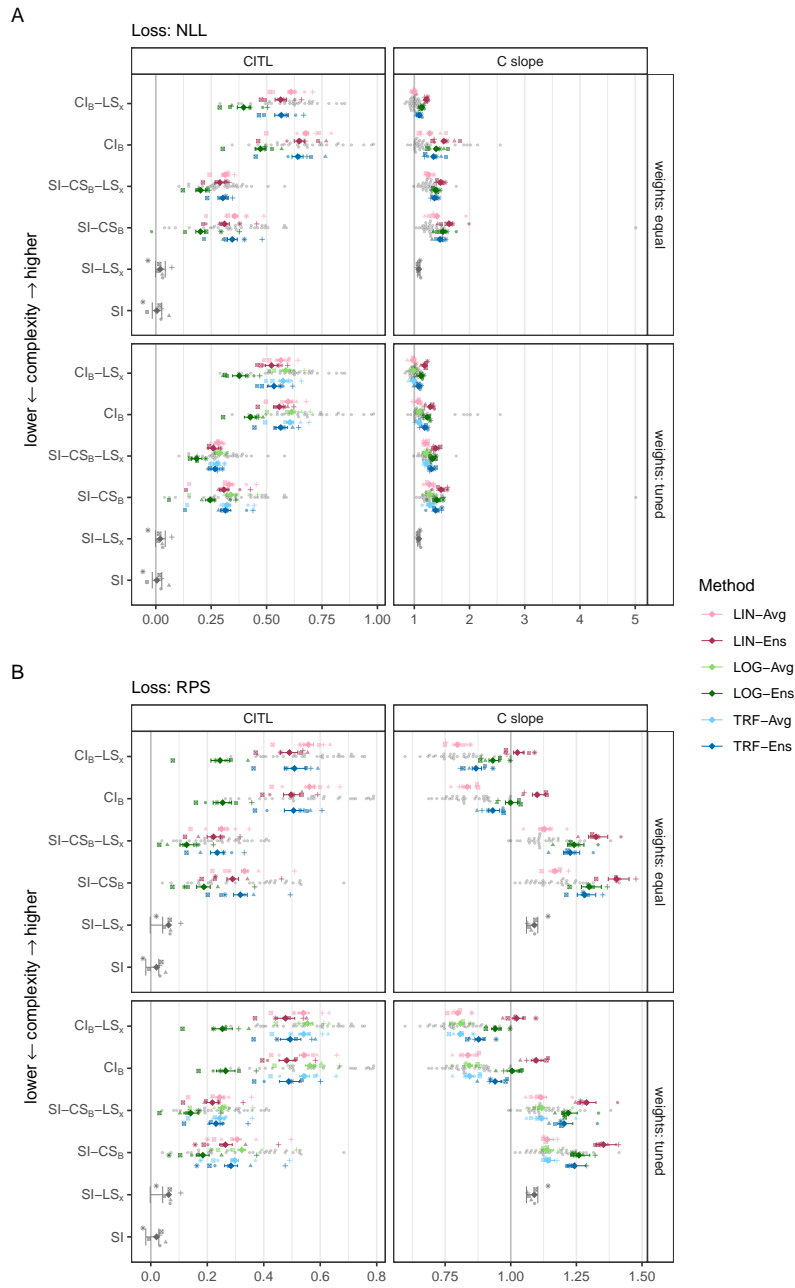 A
Loss: NLL
CITL
C slope
CI_B−LS_x
CI_B
SI−CS_B−LS_x
SI−CS_B
SI−LS_x
SI
weights: equal
CI_B−LS_x
CI_B
SI−CS_B−LS_x
SI−CS_B
SI−LS_x
SI
weights: tuned
lower ← complexity → higher
0.00 0.25 0.50 0.75 1.00
1 2 3 4 5
Method
LIN−Avg
LIN−Ens
LOG−Avg
LOG−Ens
TRF−Avg
TRF−Ens
B
Loss: RPS
CITL
C slope
CI_B−LS_x
CI_B
SI−CS_B−LS_x
SI−CS_B
SI−LS_x
SI
weights: equal
CI_B−LS_x
CI_B
SI−CS_B−LS_x
SI−CS_B
SI−LS_x
SI
weights: tuned
lower ← complexity → higher
0.0 0.2 0.4 0.6 0.8
0.75 1.00 1.25 1.50